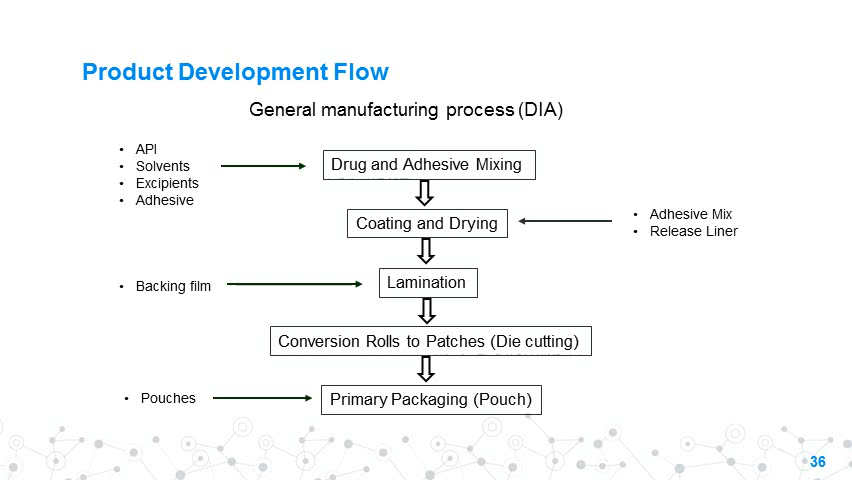 Product Development Flow
General manufacturing process (DIA)
• API
• Solvents
• Excipients
• Adhesive
Drug and Adhesive Mixing
Coating and Drying
• Adhesive Mix
• Release Liner
• Backing film
Lamination
Conversion Rolls to Patches (Die cutting)
• Pouches
Primary Packaging (Pouch)
36